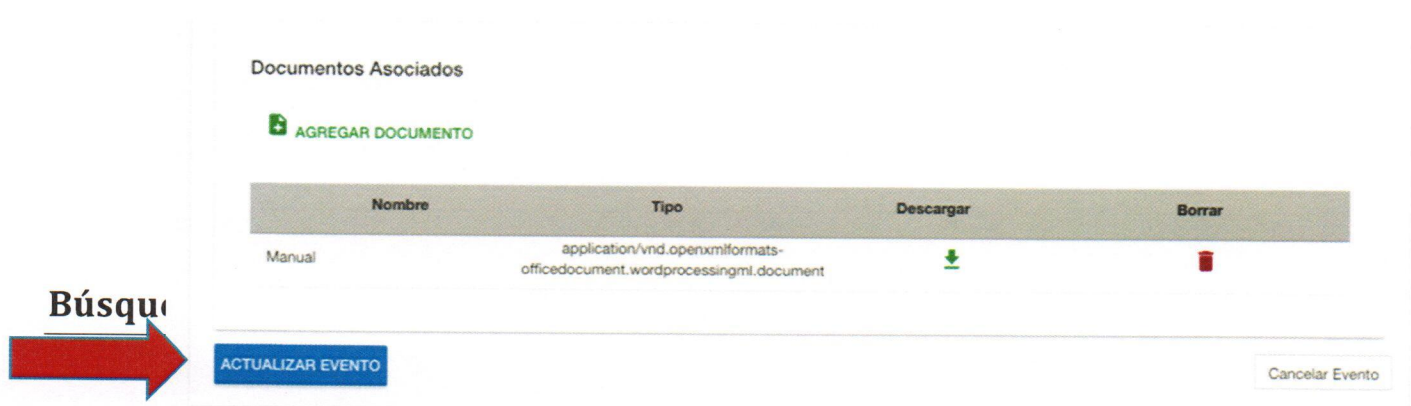 Documentos Asociados
AGREGAR DOCUMENTO
Nombre Tipo Descargar Borrar
Manual application/vnd.openxmlformats-
officedocument.wordprocessingml.document
ACTUALIZAR EVENTO
Cancelar Evento